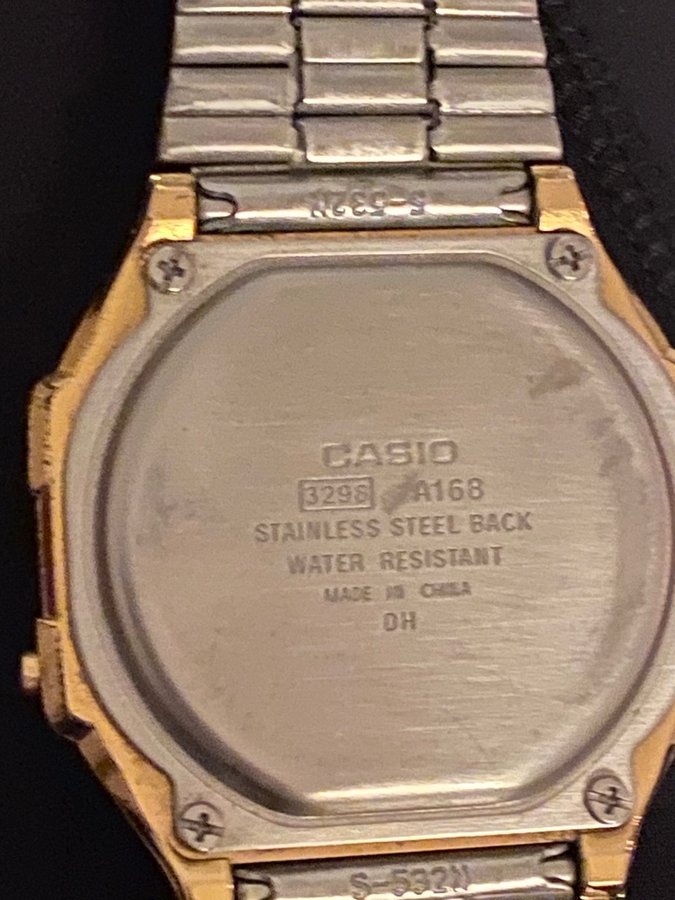 S-532N
CASIO
3298 A168
STAINLESS STEEL BACK
WATER RESISTANT
MADE IN CHINA
DH
S-532N